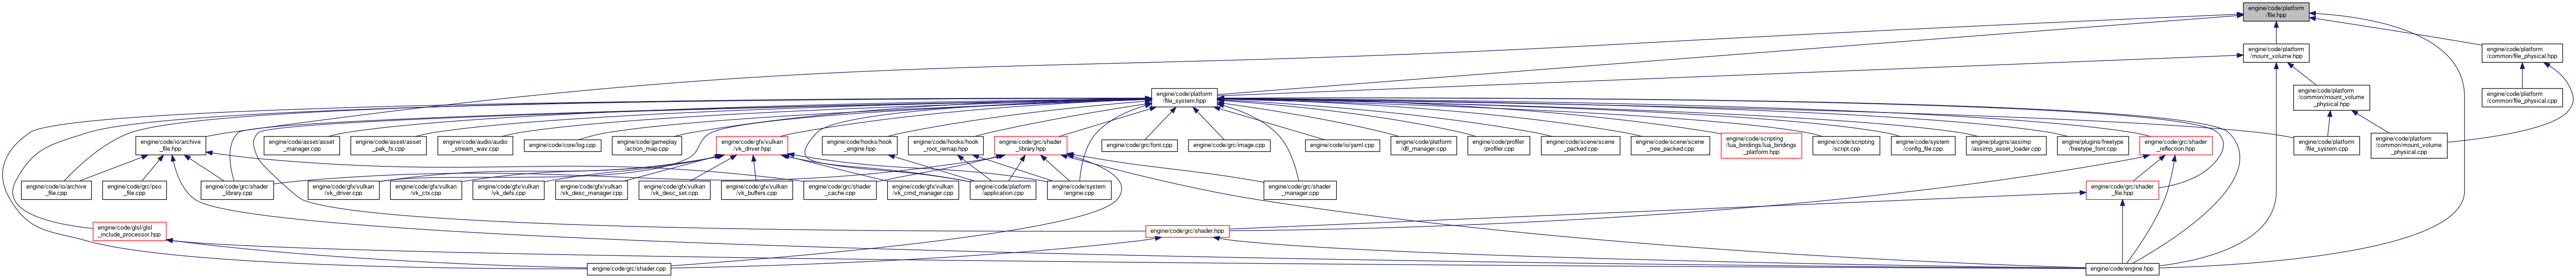 engine/code/platform
/file.hpp
engine/code/platform
/mount_volume.hpp
engine/code/platform
/common/file_physical.hpp
engine/code/platform
/file_system.hpp
engine/code/platform
/common/mount_volume
_physical.hpp
engine/code/platform
/common/file_physical.cpp
engine/code/io/archive
_file.hpp
engine/code/asset/asset
_manager.cpp
engine/code/asset/asset
_pak_fs.cpp
engine/code/audio/audio
_stream_wav.cpp
engine/code/core/log.cpp
engine/code/gameplay
/action_map.cpp
engine/code/gfx/vulkan
/vk_driver.hpp
engine/code/hooks/hook
_engine.hpp
engine/code/hooks/hook
_root_remap.hpp
engine/code/grc/shader
_library.hpp
engine/code/grc/font.cpp
engine/code/grc/image.cpp
engine/code/io/yaml.cpp
engine/code/platform
/dll_manager.cpp
engine/code/profiler
/profiler.cpp
engine/code/scene/scene
_packed.cpp
engine/code/scene/scene
_tree_packed.cpp
engine/code/scripting
/lua_bindings/lua_bindings
_platform.hpp
engine/code/scripting
/script.cpp
engine/code/system
/config_file.cpp
engine/plugins/assimp
/assimp_asset_loader.cpp
engine/plugins/freetype
/freetype_font.cpp
engine/code/grc/shader
_reflection.hpp
engine/code/platform
/file_system.cpp
engine/code/platform
/common/mount_volume
_physical.cpp
engine/code/io/archive
_file.cpp
engine/code/grc/pso
_file.cpp
engine/code/grc/shader
_library.cpp
engine/code/gfx/vulkan
/vk_driver.cpp
engine/code/gfx/vulkan
/vk_ctx.cpp
engine/code/gfx/vulkan
/vk_defs.cpp
engine/code/gfx/vulkan
/vk_desc_manager.cpp
engine/code/gfx/vulkan
/vk_desc_set.cpp
engine/code/gfx/vulkan
/vk_buffers.cpp
engine/code/grc/shader
_cache.cpp
engine/code/gfx/vulkan
/vk_cmd_manager.cpp
engine/code/platform
/application.cpp
engine/code/system
/engine.cpp
engine/code/grc/shader
_manager.cpp
engine/code/grc/shader
_file.hpp
engine/code/glsl/glsl
_include_processor.hpp
engine/code/grc/shader.hpp
engine/code/grc/shader.cpp
engine/code/engine.hpp